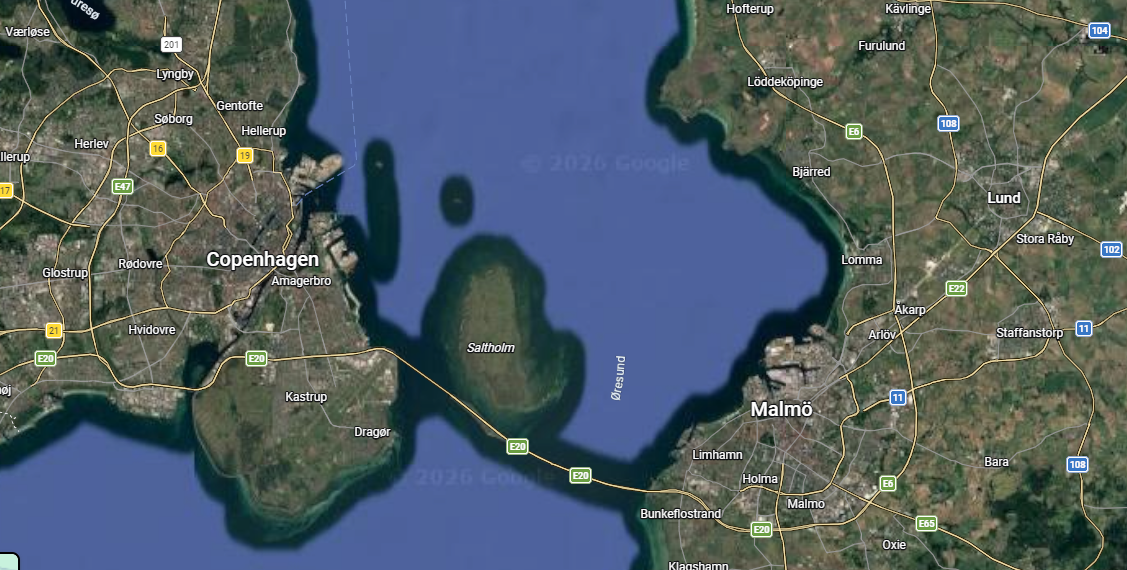 Hofterup
Kävlinge
Værløse
201
104
Furulund
Lyngby
Löddeköpinge
Gentofte
Søborg
108
Hellerup
E6
Herlev
16
19
llerup
© 2026 Google
Bjärred
E47
17
Lund
Stora Råby
102
Copenhagen
Rødovre
Lomma
Glostrup
Amagerbro
E22
Åkarp
21
Hvidovre
Arlöv
Staffanstorp
11
Saltholm
E20
E20
Øresund
Kastrup
11
Malmö
Dragør
E20
Limhamn
Bara
108
© 2026 Google
E20
Holma
E6
Malmo
Bunkeflostrand
E65
E20
Oxie
Klagshamn